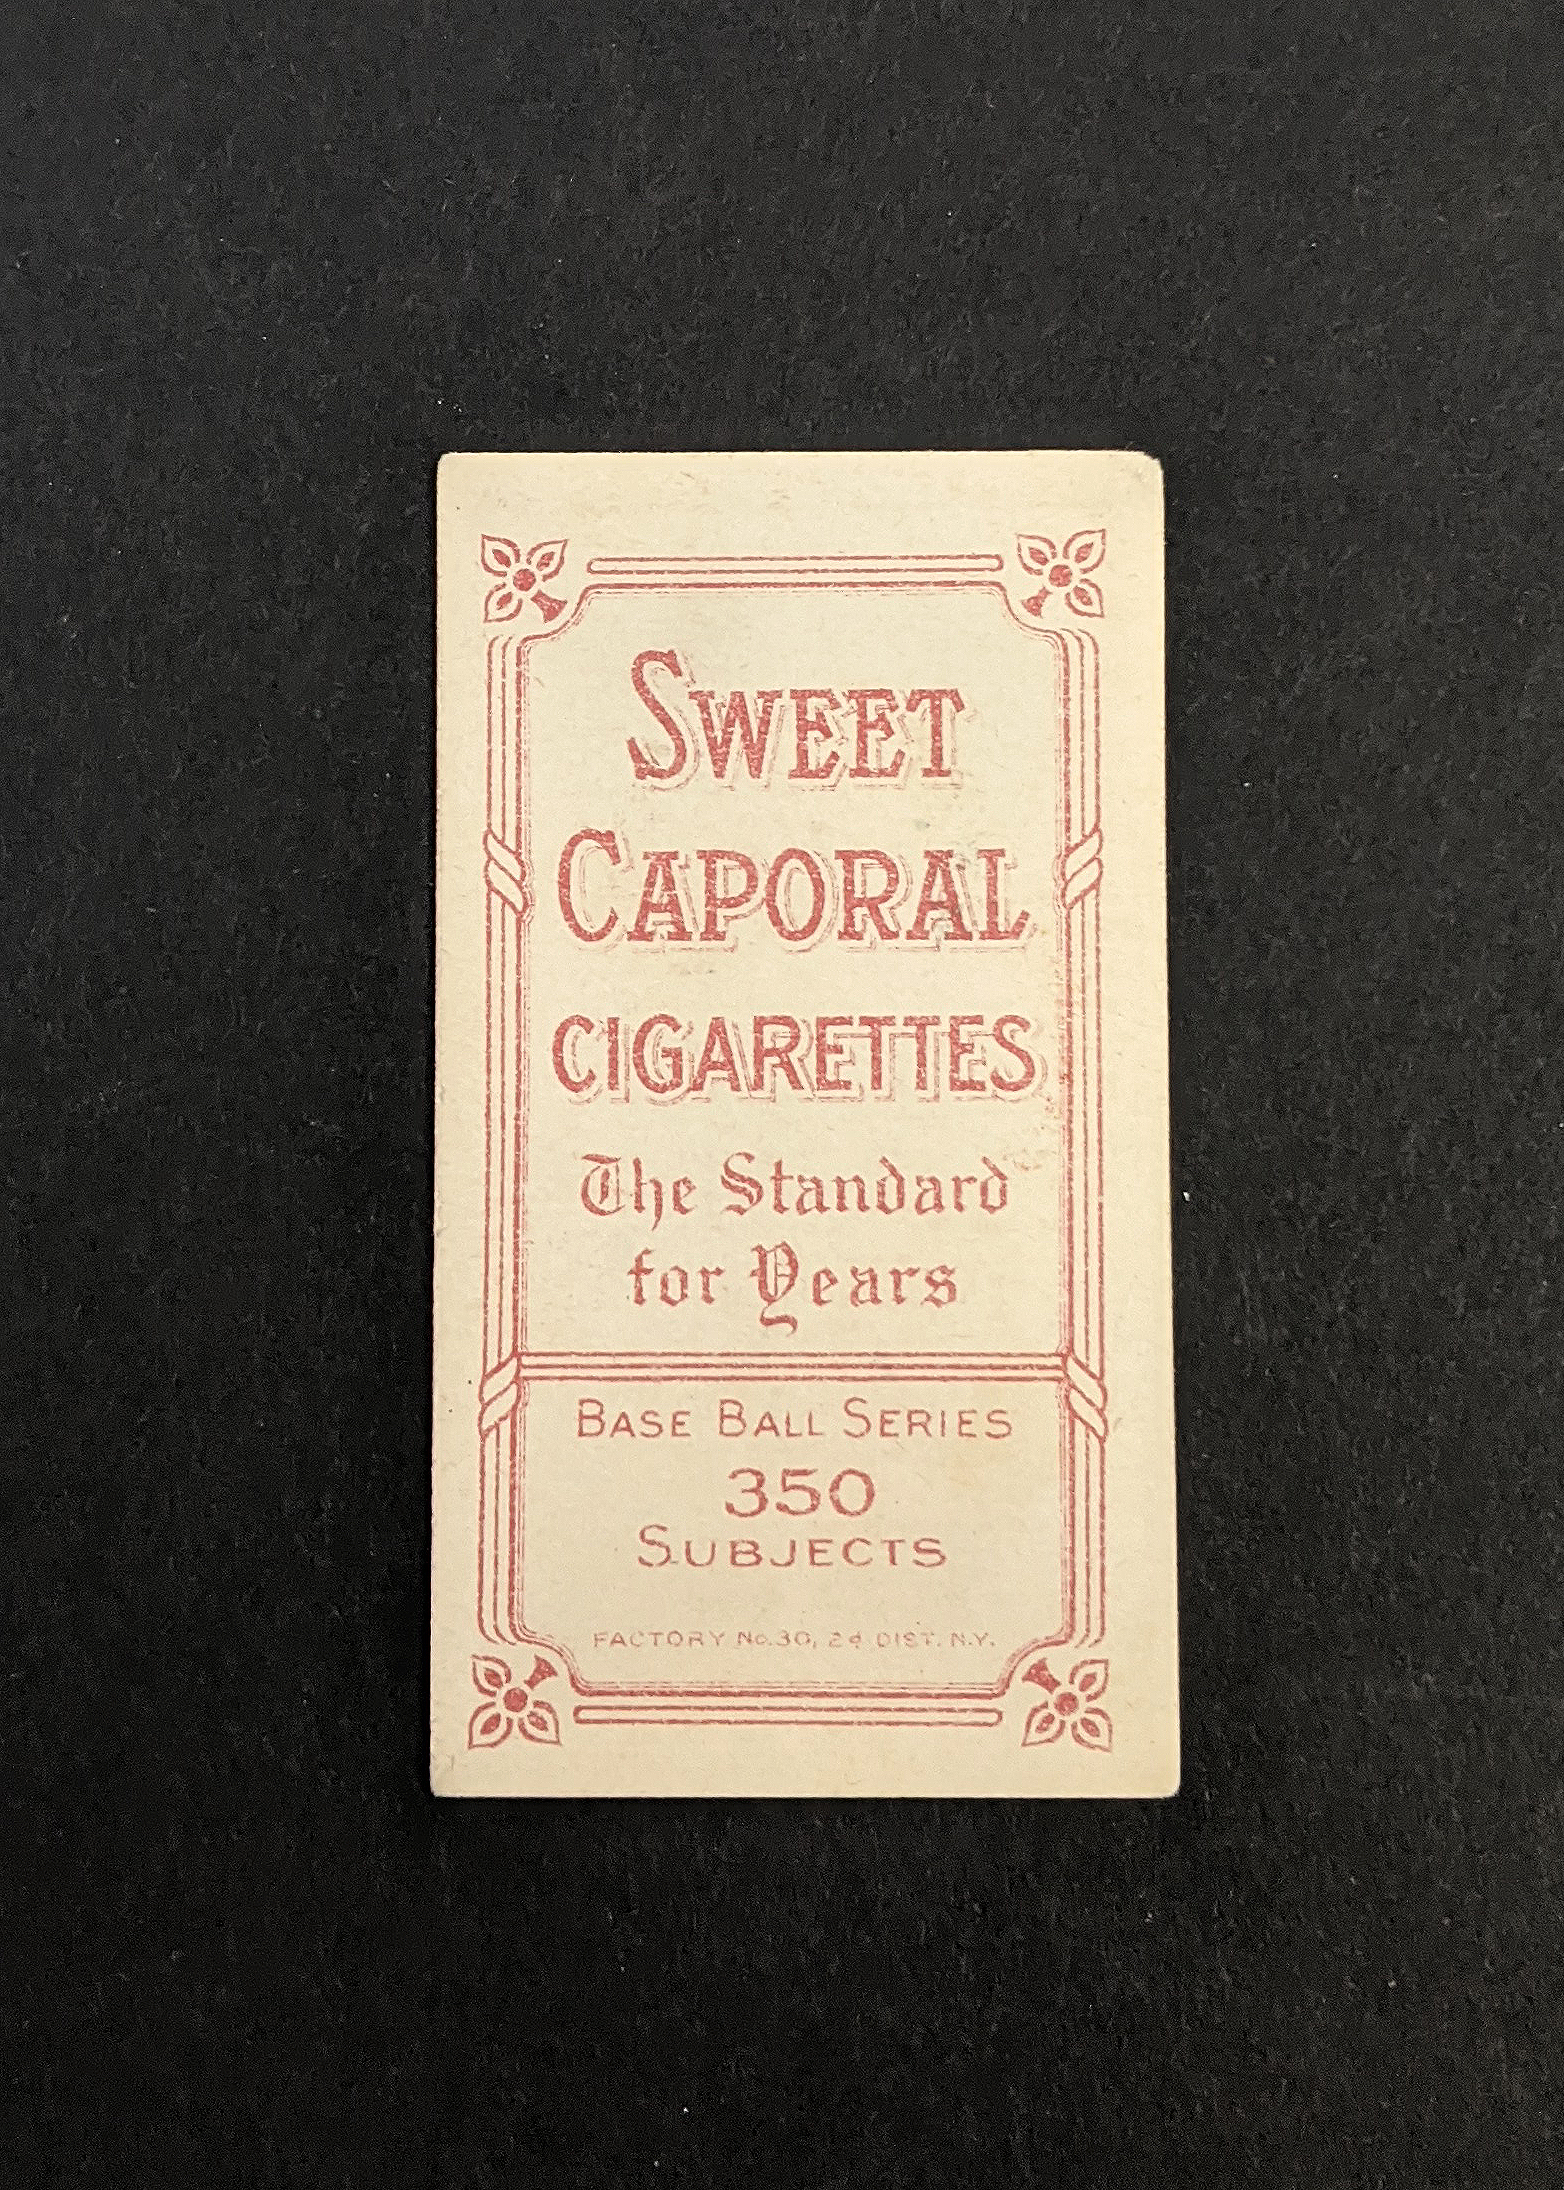 SWEET
CAPORAL
CIGARETTES
The Standard
for Years
BASE BALL SERIES
350
SUBJECTS
FACTORY No. 30, 2d DIST. N.Y.